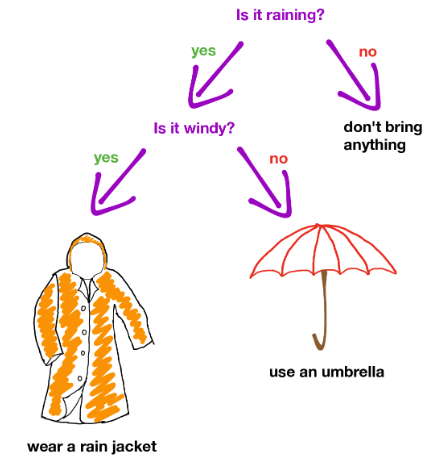 Is it raining?
yes
no
Is it windy?
don't bring
anything
yes
no
use an umbrella
wear a rain jacket